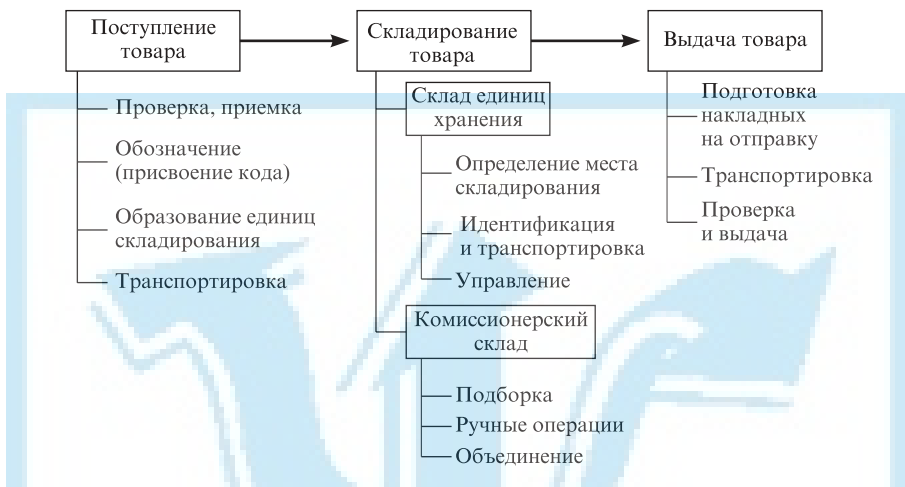 Поступление
товара
Складирование
товара
Выдача товара
Проверка, приемка
Обозначение
(присвоение кода)
Образование единиц
складирования
Транспортировка
Склад единиц
хранения
Определение места
складирования
Идентификация
и транспортировка
Управление
Комиссионерский
склад
Подборка
Ручные операции
Объединение
Подготовка
накладных
на отправку
Транспортировка
Проверка
и выдача